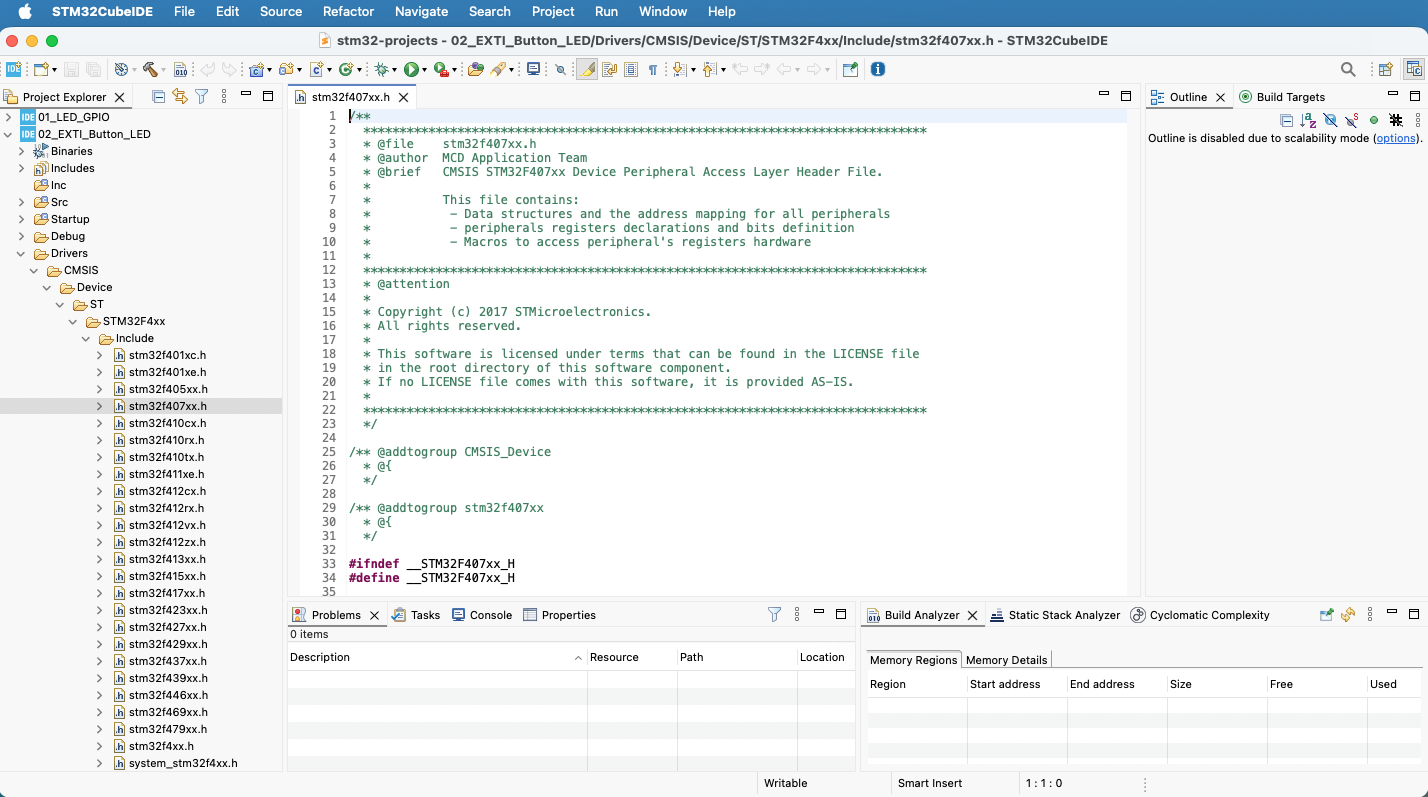 STM32CubeIDE File Edit Source Refactor Navigate Search Project Run Window Help
stm32-projects - 02_EXTI_Button_LED/Drivers/CMSIS/Device/ST/STM32F4xx/Include/stm32f407xx.h - STM32CubeIDE
Project Explorer
IDE 01_LED_GPIO
IDE 02_EXTI_Button_LED
Binaries
Includes
Inc
Src
Startup
Debug
Drivers
CMSIS
Device
ST
STM32F4xx
Include
stm32f401xc.h
stm32f401xe.h
stm32f405xx.h
stm32f407xx.h
stm32f410cx.h
stm32f410rx.h
stm32f410tx.h
stm32f411xe.h
stm32f412cx.h
stm32f412rx.h
stm32f412vx.h
stm32f412zx.h
stm32f413xx.h
stm32f415xx.h
stm32f417xx.h
stm32f423xx.h
stm32f427xx.h
stm32f429xx.h
stm32f437xx.h
stm32f439xx.h
stm32f446xx.h
stm32f469xx.h
stm32f479xx.h
stm32f4xx.h
system_stm32f4xx.h
stm32f407xx.h
1 /**
2 ******************************************************************************
3 * @file stm32f407xx.h
4 * @author MCD Application Team
5 * @brief CMSIS STM32F407xx Device Peripheral Access Layer Header File.
6 *
7 * This file contains:
8 * - Data structures and the address mapping for all peripherals
9 * - peripherals registers declarations and bits definition
10 * - Macros to access peripheral's registers hardware
11 *
12 ******************************************************************************
13 * @attention
14 *
15 * Copyright (c) 2017 STMicroelectronics.
16 * All rights reserved.
17 *
18 * This software is licensed under terms that can be found in the LICENSE file
19 * in the root directory of this software component.
20 * If no LICENSE file comes with this software, it is provided AS-IS.
21 *
22 ******************************************************************************
23 */
24
25 /** @addtogroup CMSIS_Device
26 * @{
27 */
28
29 /** @addtogroup stm32f407xx
30 * @{
31 */
32
33 #ifndef __STM32F407xx_H
34 #define __STM32F407xx_H
35
Outline Build Targets
Outline is disabled due to scalability mode (options).
Problems Tasks Console Properties
0 items
Description Resource Path Location
Build Analyzer Static Stack Analyzer Cyclomatic Complexity
Memory Regions Memory Details
Region Start address End address Size Free Used
Writable Smart Insert 1 : 1 : 0